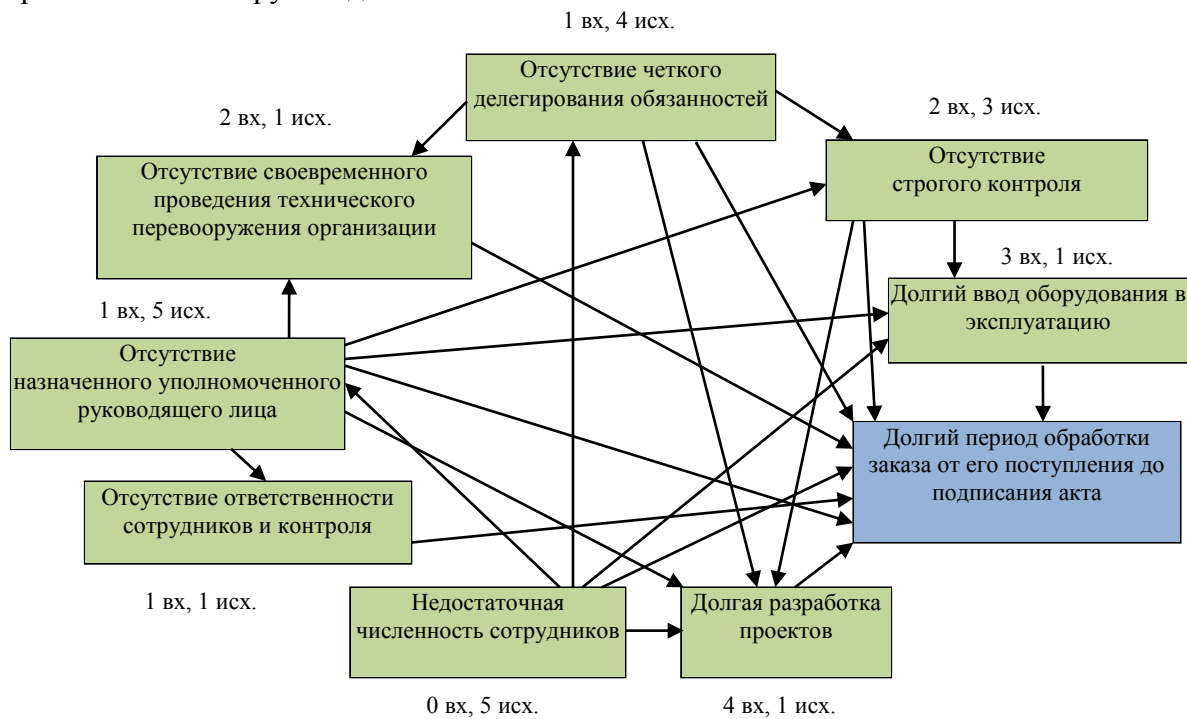 1 вх, 4 исх.
Отсутствие четкого
делегирования обязанностей
2 вх, 1 исх.
2 вх, 3 исх.
Отсутствие своевременного
проведения технического
перевооружения организации
Отсутствие
строгого контроля
3 вх, 1 исх.
Долгий ввод оборудования в
эксплуатацию
1 вх, 5 исх.
Отсутствие
назначенного уполномоченного
руководящего лица
Долгий период обработки
заказа от его поступления до
подписания акта
Отсутствие ответственности
сотрудников и контроля
1 вх, 1 исх.
Недостаточная
численность сотрудников
Долгая разработка
проектов
0 вх, 5 исх.
4 вх, 1 исх.